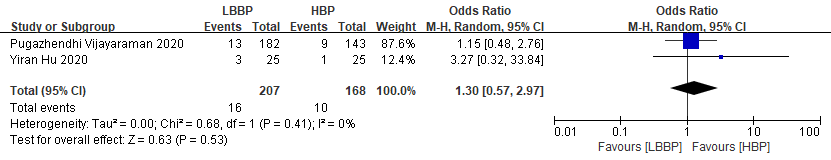 LBBP HBP Odds Ratio Odds Ratio
Study or Subgroup Events Total Events Total Weight M-H, Random, 95% CI M-H, Random, 95% CI
Pugazhendhi Vijayaraman 2020 13 182 9 143 87.6% 1.15 [0.48, 2.76]
Yiran Hu 2020 3 25 1 25 12.4% 3.27 [0.32, 33.84]
Total (95% CI) 207 168 100.0% 1.30 [0.57, 2.97]
Total events 16 10
Heterogeneity: Tau² = 0.00; Chi² = 0.68, df = 1 (P = 0.41); I² = 0%
Test for overall effect: Z = 0.63 (P = 0.53)
0.01 0.1 1 10 100
Favours [LBBP] Favours [HBP]